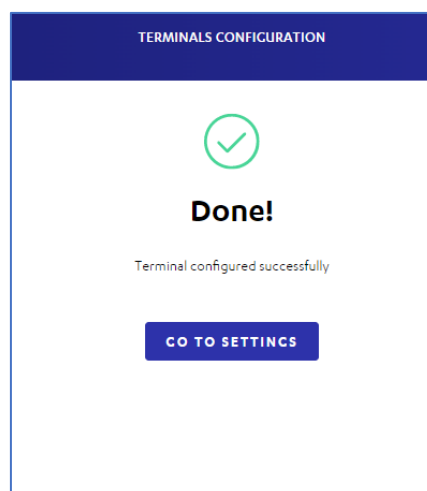 TERMINALS CONFIGURATION
Done!
Terminal configured successfully
GO TO SETTINGS